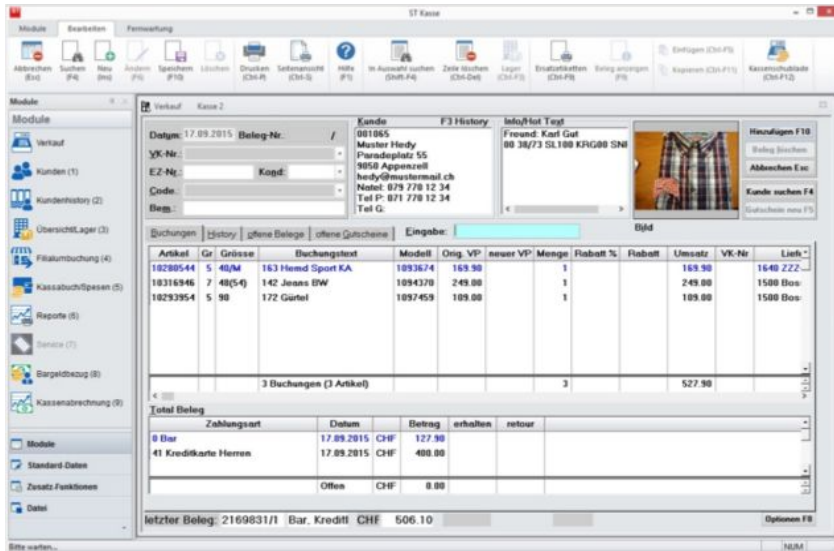 ST Kasse
Module Bearbeiten Fernwartung
Abbrechen (Esc) Suchen (F4) Neu (Ins) Ändern (F6) Speichern (F10) Löschen Drucken (Ctrl-P) Seitenansicht (Ctrl-S) Hilfe (F1) In Auswahl suchen (Shift-F4) Zeile löschen (Ctrl-Del) Lager (Ctrl-F3) Ersatzetiketten (Ctrl-F9) Beleg anzeigen (F9) Einfügen (Ctrl-F5) Kopieren (Ctrl-F11) Kassenschublade (Ctrl-F12)
Module
Module
Verkauf
Kunden (1)
Kundenhistory (2)
Übersicht/Lager (3)
Filialumbuchung (4)
Kassabuch/Spesen (5)
Reporte (6)
Service (7)
Bargeldbezug (8)
Kassenabrechnung (9)
Module
Standard-Daten
Zusatz-Funktionen
Datei
Verkauf Kasse 2
Datum: 17.09.2015 Beleg-Nr. /
VK-Nr.:
EZ-Nr.: Kond:
Code.:
Bem.:
Kunde F3 History
001065
Muster Hedy
Paradeplatz 55
9050 Appenzell
hedy@mustermail.ch
Natel: 079 770 12 34
Tel P: 071 770 12 34
Tel G:
Info/Hot Text
Freund: Karl Gut
00 38/73 SL100 KRG00 SNI
Bild
Hinzufügen F10
Beleg löschen
Abbrechen Esc
Kunde suchen F4
Gutschein neu F5
Buchungen History offene Belege offene Gutscheine Eingabe:
Artikel Gr Grösse Buchungstext Modell Orig. VP neuer VP Menge Rabatt % Rabatt Umsatz VK-Nr Liefe
10280544 5 40/M 163 Hemd Sport KA 1093674 169.90 1 169.90 1640 ZZZ
10316946 7 48(54) 142 Jeans BW 1094370 249.00 1 249.00 1500 Bos
10293954 5 90 172 Gürtel 1097459 109.00 1 109.00 1500 Bos
3 Buchungen (3 Artikel) 3 527.90
Total Beleg
Zahlungsart Datum Betrag erhalten retour
0 Bar 17.09.2015 CHF 127.90
41 Kreditkarte Herren 17.09.2015 CHF 400.00
Offen CHF 0.00
letzter Beleg: 2169831/1 Bar, Kreditl CHF 506.10
Optionen F8
Bitte warten... NUM